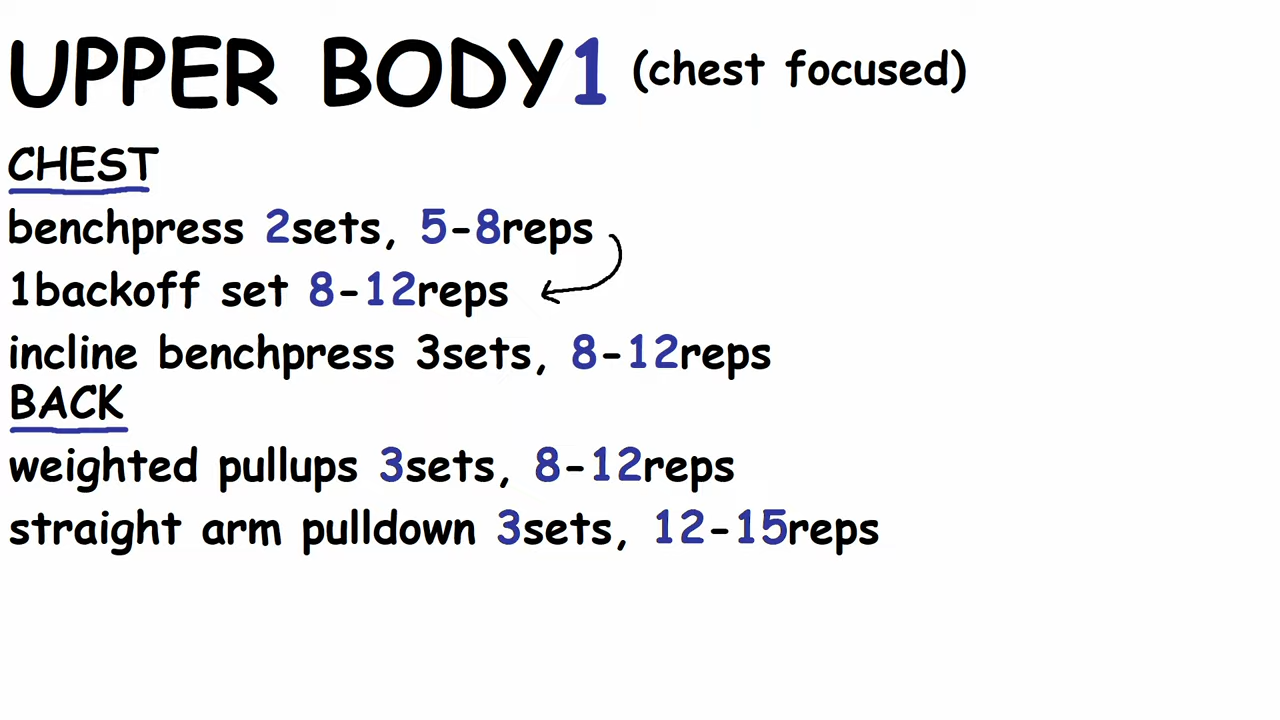 UPPER BODY1 (chest focused)
CHEST
benchpress 2sets, 5-8reps
1backoff set 8-12reps
incline benchpress 3sets, 8-12reps
BACK
weighted pullups 3sets, 8-12reps
straight arm pulldown 3sets, 12-15reps